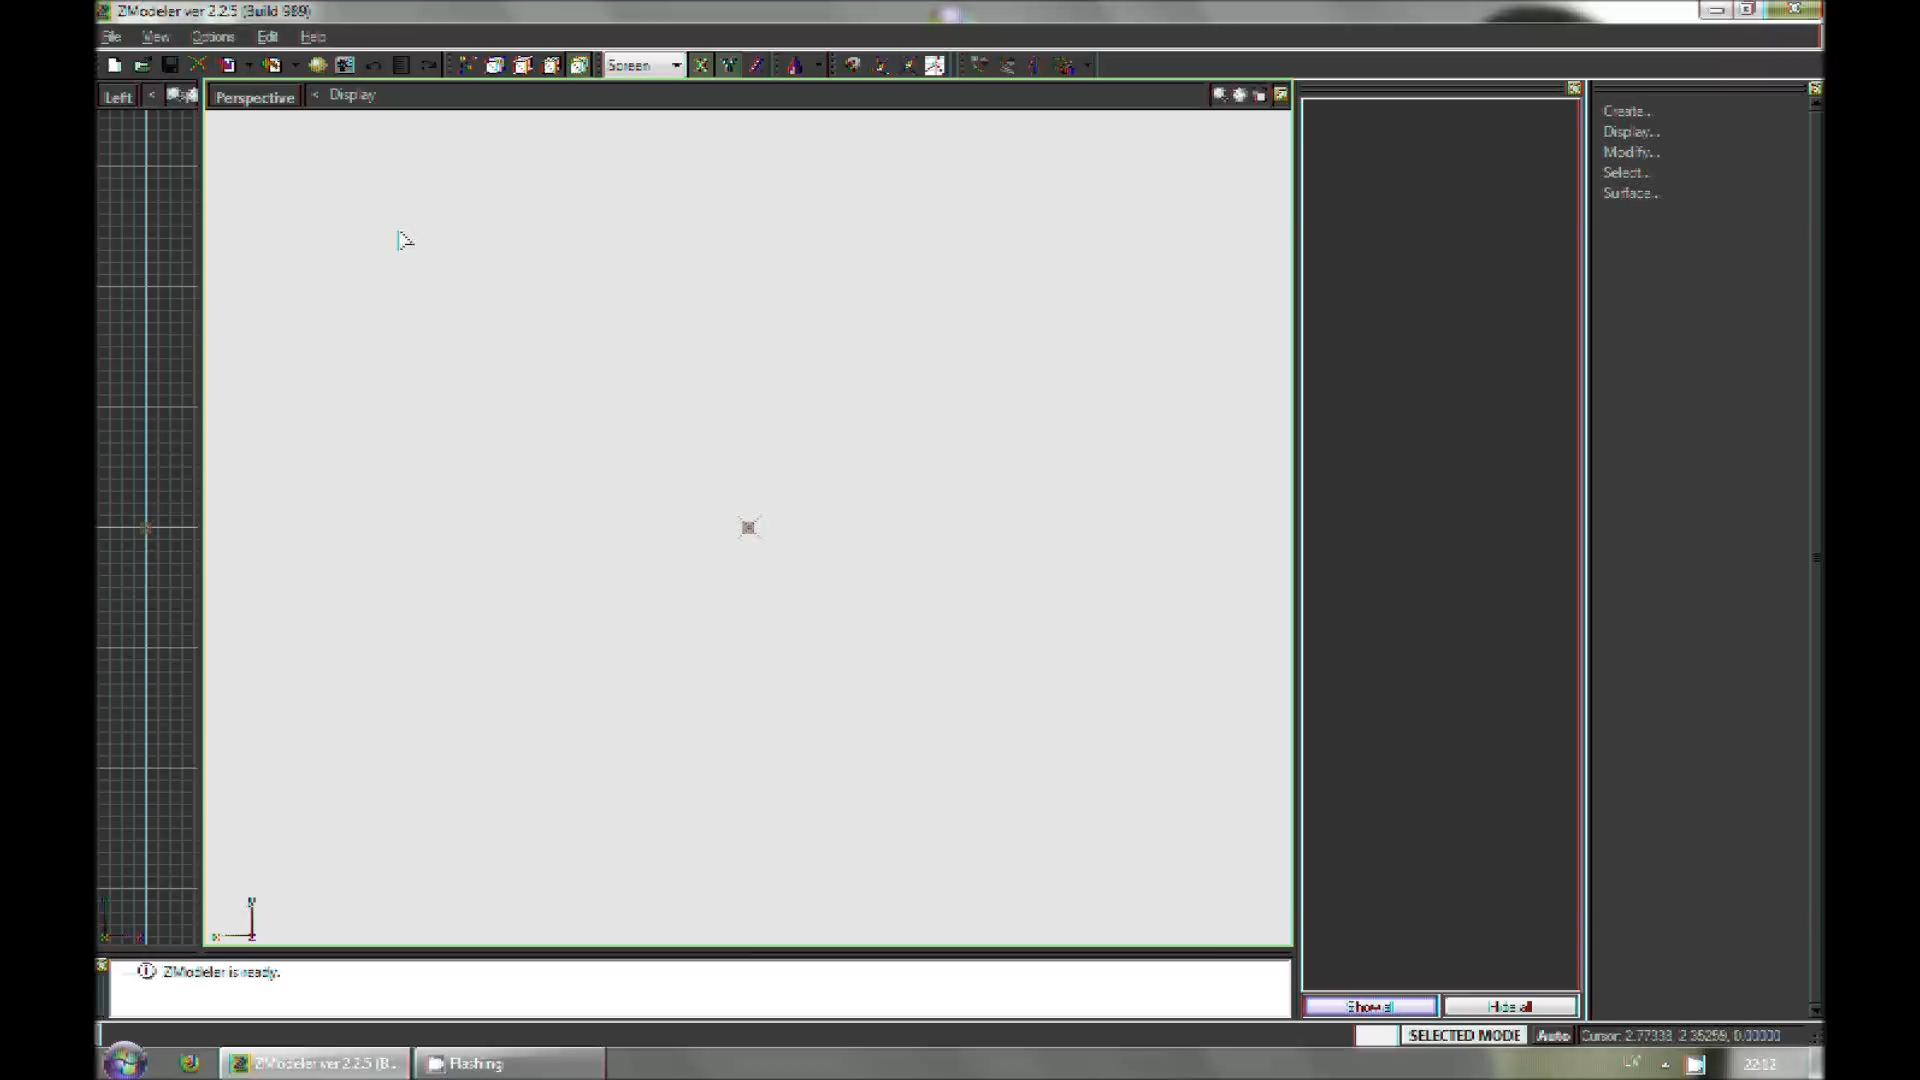 ZModeler ver 2.2.5 (Build 989)
File View Options Edit Help
Screen
Left <
Perspective < Display
Create...
Display...
Modify...
Select...
Surface...
ZModeler is ready.
Show all Hide all
SELECTED MODE Auto Cursor: 2.77333, 2.35259, 0.00000
ZModeler ver 2.2.5 (B... Flashing
22:12